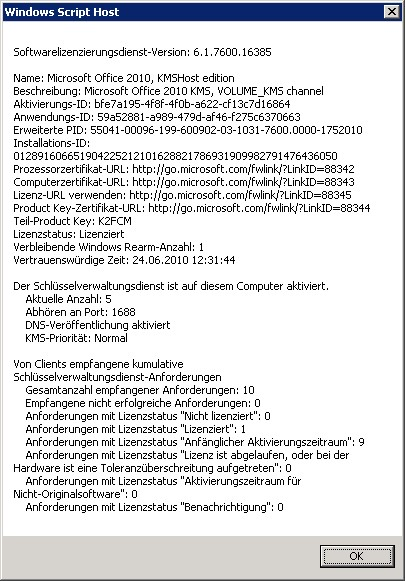 Windows Script Host
Softwarelizenzierungsdienst-Version: 6.1.7600.16385
Name: Microsoft Office 2010, KMSHost edition
Beschreibung: Microsoft Office 2010 KMS, VOLUME_KMS channel
Aktivierungs-ID: bfe7a195-4f8f-4f0b-a622-cf13c7d16864
Anwendungs-ID: 59a52881-a989-479d-af46-f275c6370663
Erweiterte PID: 55041-00096-199-600902-03-1031-7600.0000-1752010
Installations-ID:
012891606651904225212101628821786931909982791476436050
Prozessorzertifikat-URL: http://go.microsoft.com/fwlink/?LinkID=88342
Computerzertifikat-URL: http://go.microsoft.com/fwlink/?LinkID=88343
Lizenz-URL verwenden: http://go.microsoft.com/fwlink/?LinkID=88345
Product Key-Zertifikat-URL: http://go.microsoft.com/fwlink/?LinkID=88344
Teil-Product Key: K2FCM
Lizenzstatus: Lizenziert
Verbleibende Windows Rearm-Anzahl: 1
Vertrauenswürdige Zeit: 24.06.2010 12:31:44
Der Schlüsselverwaltungsdienst ist auf diesem Computer aktiviert.
Aktuelle Anzahl: 5
Abhören an Port: 1688
DNS-Veröffentlichung aktiviert
KMS-Priorität: Normal
Von Clients empfangene kumulative
Schlüsselverwaltungsdienst-Anforderungen
Gesamtanzahl empfangener Anforderungen: 10
Empfangene nicht erfolgreiche Anforderungen: 0
Anforderungen mit Lizenzstatus "Nicht lizenziert": 0
Anforderungen mit Lizenzstatus "Lizenziert": 1
Anforderungen mit Lizenzstatus "Anfänglicher Aktivierungszeitraum": 9
Anforderungen mit Lizenzstatus "Lizenz ist abgelaufen, oder bei der
Hardware ist eine Toleranzüberschreitung aufgetreten": 0
Anforderungen mit Lizenzstatus "Aktivierungszeitraum für
Nicht-Originalsoftware": 0
Anforderungen mit Lizenzstatus "Benachrichtigung": 0
OK